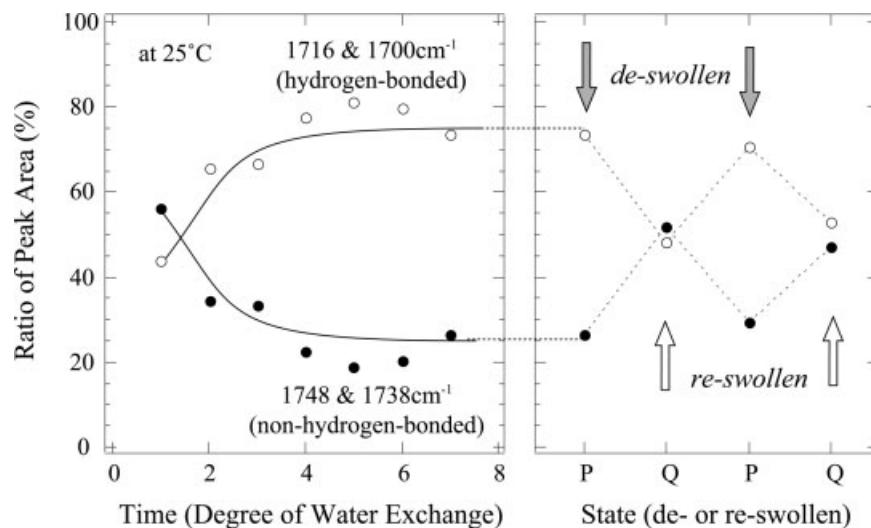 Ratio of Peak Area (%)
100
80
60
40
20
0
at 25˚C
1716 & 1700cm⁻¹
(hydrogen-bonded)
1748 & 1738cm⁻¹
(non-hydrogen-bonded)
0 2 4 6 8
Time (Degree of Water Exchange)
de-swollen
re-swollen
P Q P Q
State (de- or re-swollen)